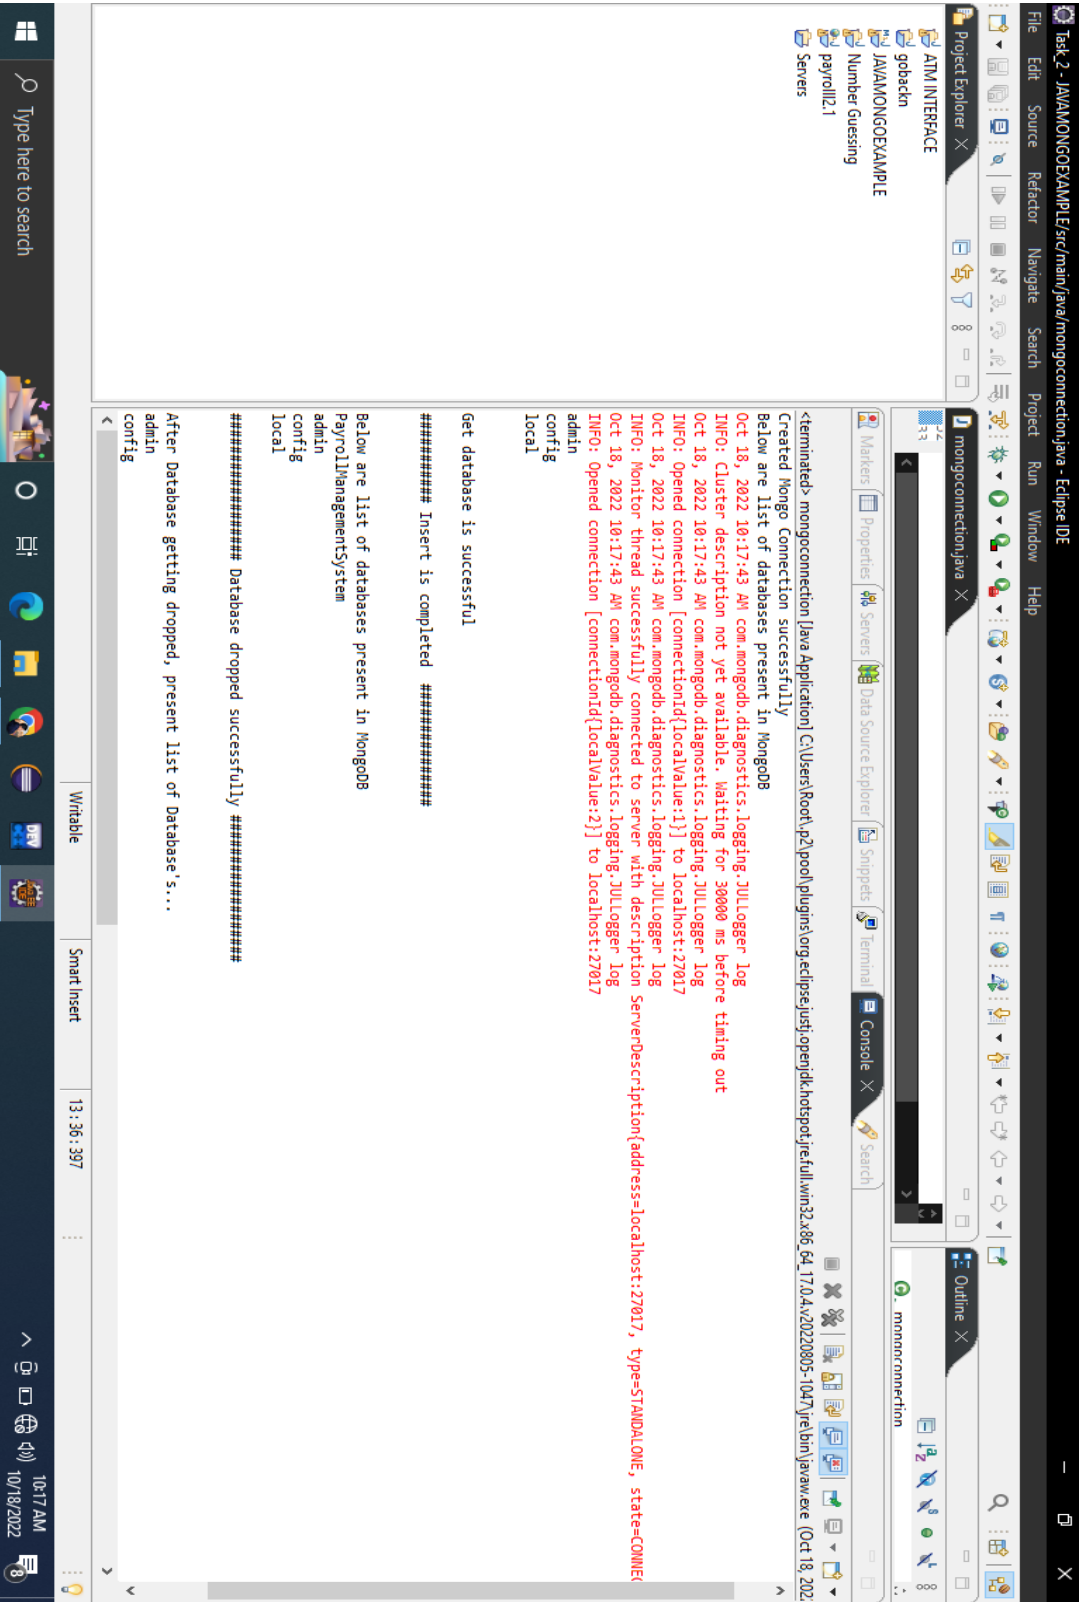 Task_2 - JAVAMONGOEXAMPLE/src/main/java/mongoconnection.java - Eclipse IDE
File Edit Source Refactor Navigate Search Project Run Window Help
Project Explorer
ATM INTERFACE
gobackn
JAVAMONGOEXAMPLE
Number Guessing
payrolll2.1
Servers
mongoconnection.java
Outline
mongoconnection
Markers Properties Servers Data Source Explorer Snippets Terminal Console Search
<terminated> mongoconnection [Java Application] C:\Users\Root\.p2\pool\plugins\org.eclipse.justj.openjdk.hotspot.jre.full.win32.x86_64_17.0.4.v20220805-1047\jre\bin\javaw.exe (Oct 18, 202
Created Mongo Connection successfully
Below are list of databases present in MongoDB
Oct 18, 2022 10:17:43 AM com.mongodb.diagnostics.logging.JULLogger log
INFO: Cluster description not yet available. Waiting for 30000 ms before timing out
Oct 18, 2022 10:17:43 AM com.mongodb.diagnostics.logging.JULLogger log
INFO: Opened connection [connectionId{localValue:1}] to localhost:27017
Oct 18, 2022 10:17:43 AM com.mongodb.diagnostics.logging.JULLogger log
INFO: Monitor thread successfully connected to server with description ServerDescription{address=localhost:27017, type=STANDALONE, state=CONNEC
Oct 18, 2022 10:17:43 AM com.mongodb.diagnostics.logging.JULLogger log
INFO: Opened connection [connectionId{localValue:2}] to localhost:27017
admin
config
local
Get database is successful
########### Insert is completed ###############
Below are list of databases present in MongoDB
PayrollManagementSystem
admin
config
local
################## Database dropped successfully ##################
After Database getting dropped, present list of Database's...
admin
config
Writable Smart Insert 13 : 36 : 397
Type here to search
10:17 AM
10/18/2022
8